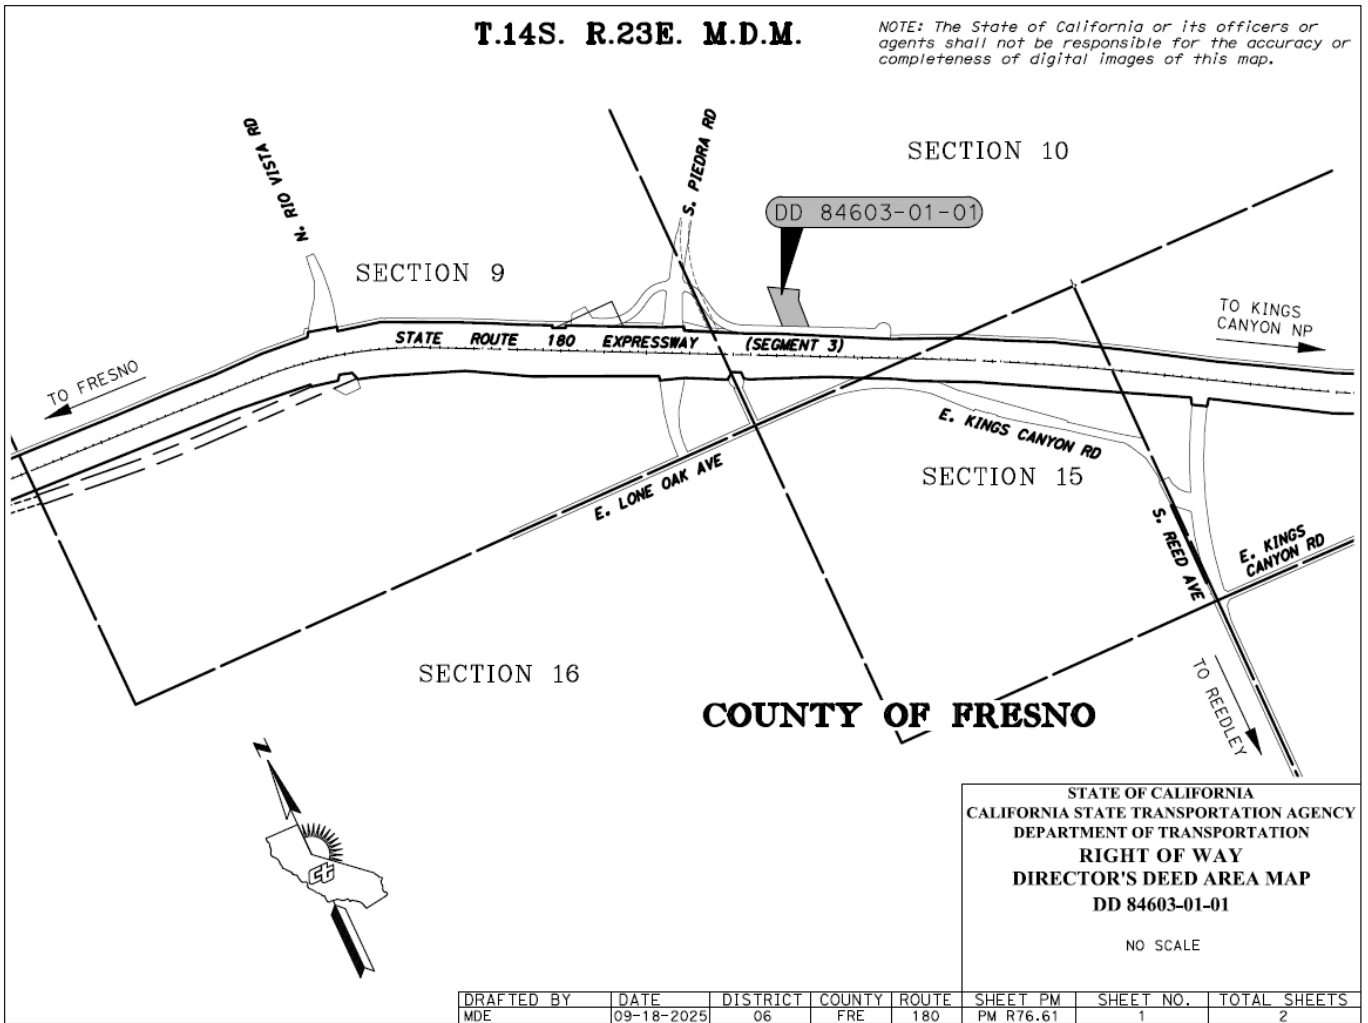 T.14S. R.23E. M.D.M.
NOTE: The State of California or its officers or
agents shall not be responsible for the accuracy or
completeness of digital images of this map.
N. RIO VISTA RD
S. PIEDRA RD
SECTION 10
DD 84603-01-01
SECTION 9
TO KINGS
CANYON NP
STATE ROUTE 180 EXPRESSWAY (SEGMENT 3)
TO FRESNO
E. KINGS CANYON RD
E. LONE OAK AVE
SECTION 15
S. REED AVE
E. KINGS
CANYON RD
SECTION 16
TO REEDLEY
COUNTY OF FRESNO
N
ct
STATE OF CALIFORNIA
CALIFORNIA STATE TRANSPORTATION AGENCY
DEPARTMENT OF TRANSPORTATION
RIGHT OF WAY
DIRECTOR'S DEED AREA MAP
DD 84603-01-01
NO SCALE
DRAFTED BY DATE DISTRICT COUNTY ROUTE SHEET PM SHEET NO. TOTAL SHEETS
MDE 09-18-2025 06 FRE 180 PM R76.61 1 2